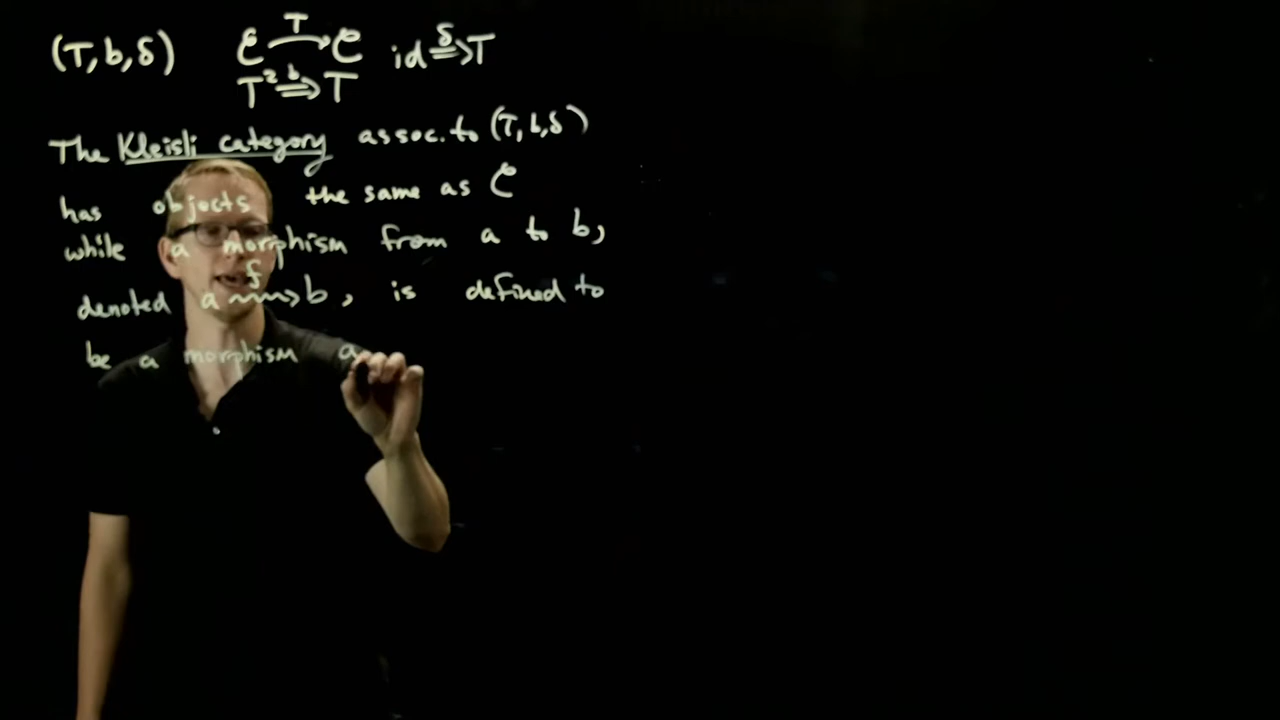 (T, b, δ) C T→ C id δ⇒ T
T² b⇒ T
The Kleisli category assoc. to (T, b, δ)
has objects the same as C
while a morphism from a to b,
denoted a f⇝ b, is defined to
be a morphism a